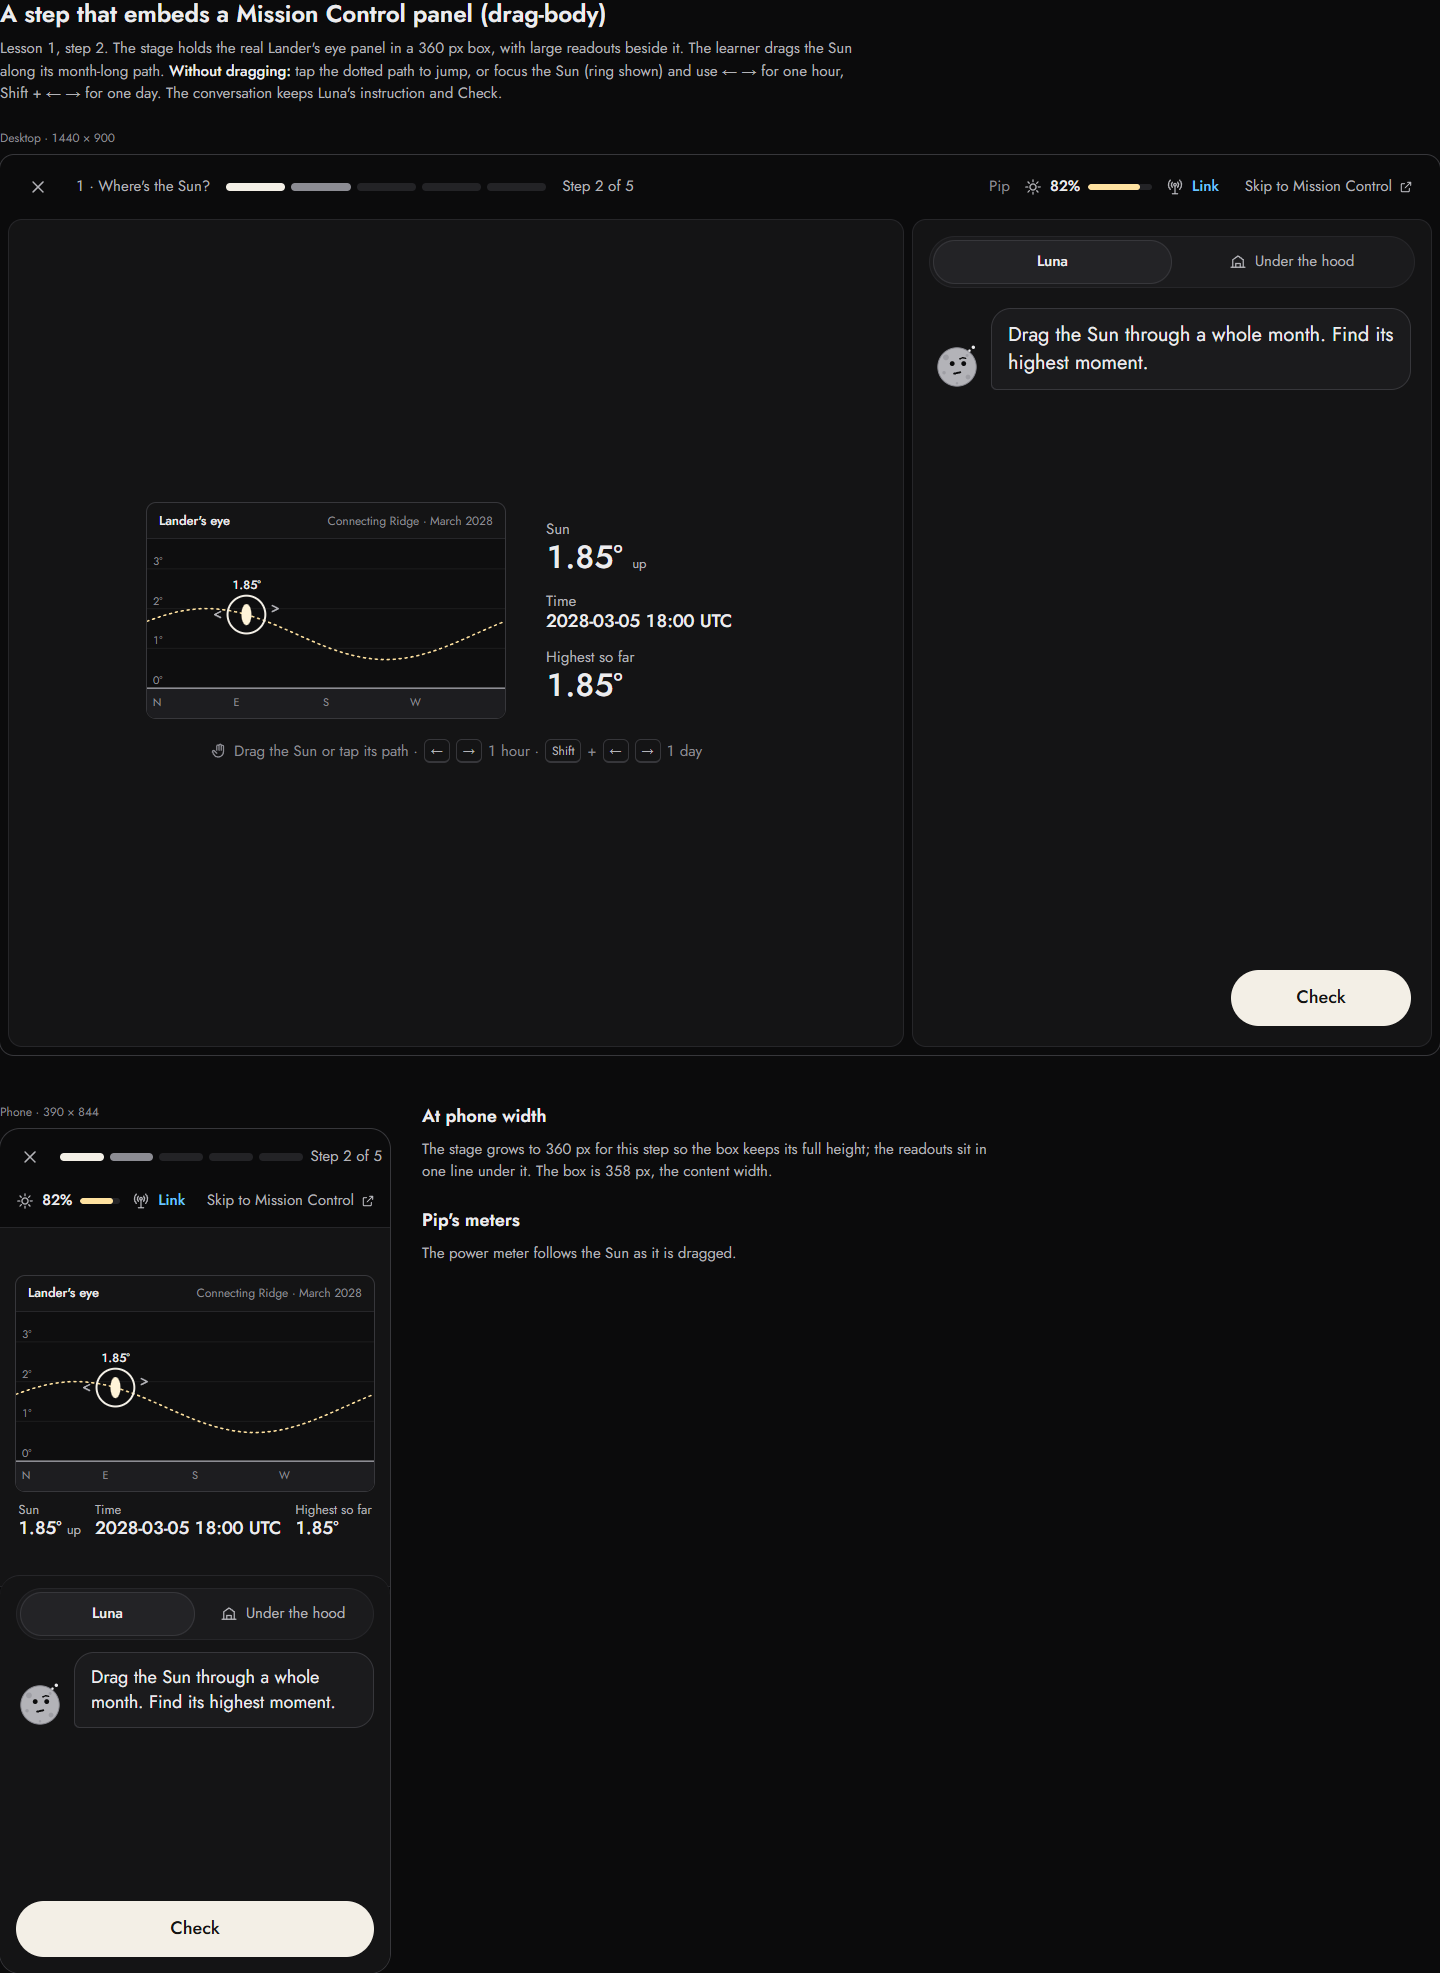 A step that embeds a Mission Control panel (drag-body)
Lesson 1, step 2. The stage holds the real Lander's eye panel in a 360 px box, with large readouts beside it. The learner drags the Sun
along its month-long path. Without dragging: tap the dotted path to jump, or focus the Sun (ring shown) and use ← → for one hour,
Shift + ← → for one day. The conversation keeps Luna's instruction and Check.
Desktop · 1440 × 900
1 · Where's the Sun?
Step 2 of 5
Pip
82%
Link
Skip to Mission Control
Luna
Under the hood
Drag the Sun through a whole month. Find its
highest moment.
Lander's eye
Connecting Ridge · March 2028
3°
1.85°
2°
< >
1°
0°
N E S W
Sun
1.85° up
Time
2028-03-05 18:00 UTC
Highest so far
1.85°
Drag the Sun or tap its path · ← → 1 hour · Shift + ← → 1 day
Check
Phone · 390 × 844
Step 2 of 5
82%
Link
Skip to Mission Control
Lander's eye
Connecting Ridge · March 2028
3°
1.85°
2°
< >
1°
0°
N E S W
Sun Time Highest so far
1.85° up 2028-03-05 18:00 UTC 1.85°
Luna
Under the hood
Drag the Sun through a whole
month. Find its highest moment.
Check
At phone width
The stage grows to 360 px for this step so the box keeps its full height; the readouts sit in
one line under it. The box is 358 px, the content width.
Pip's meters
The power meter follows the Sun as it is dragged.